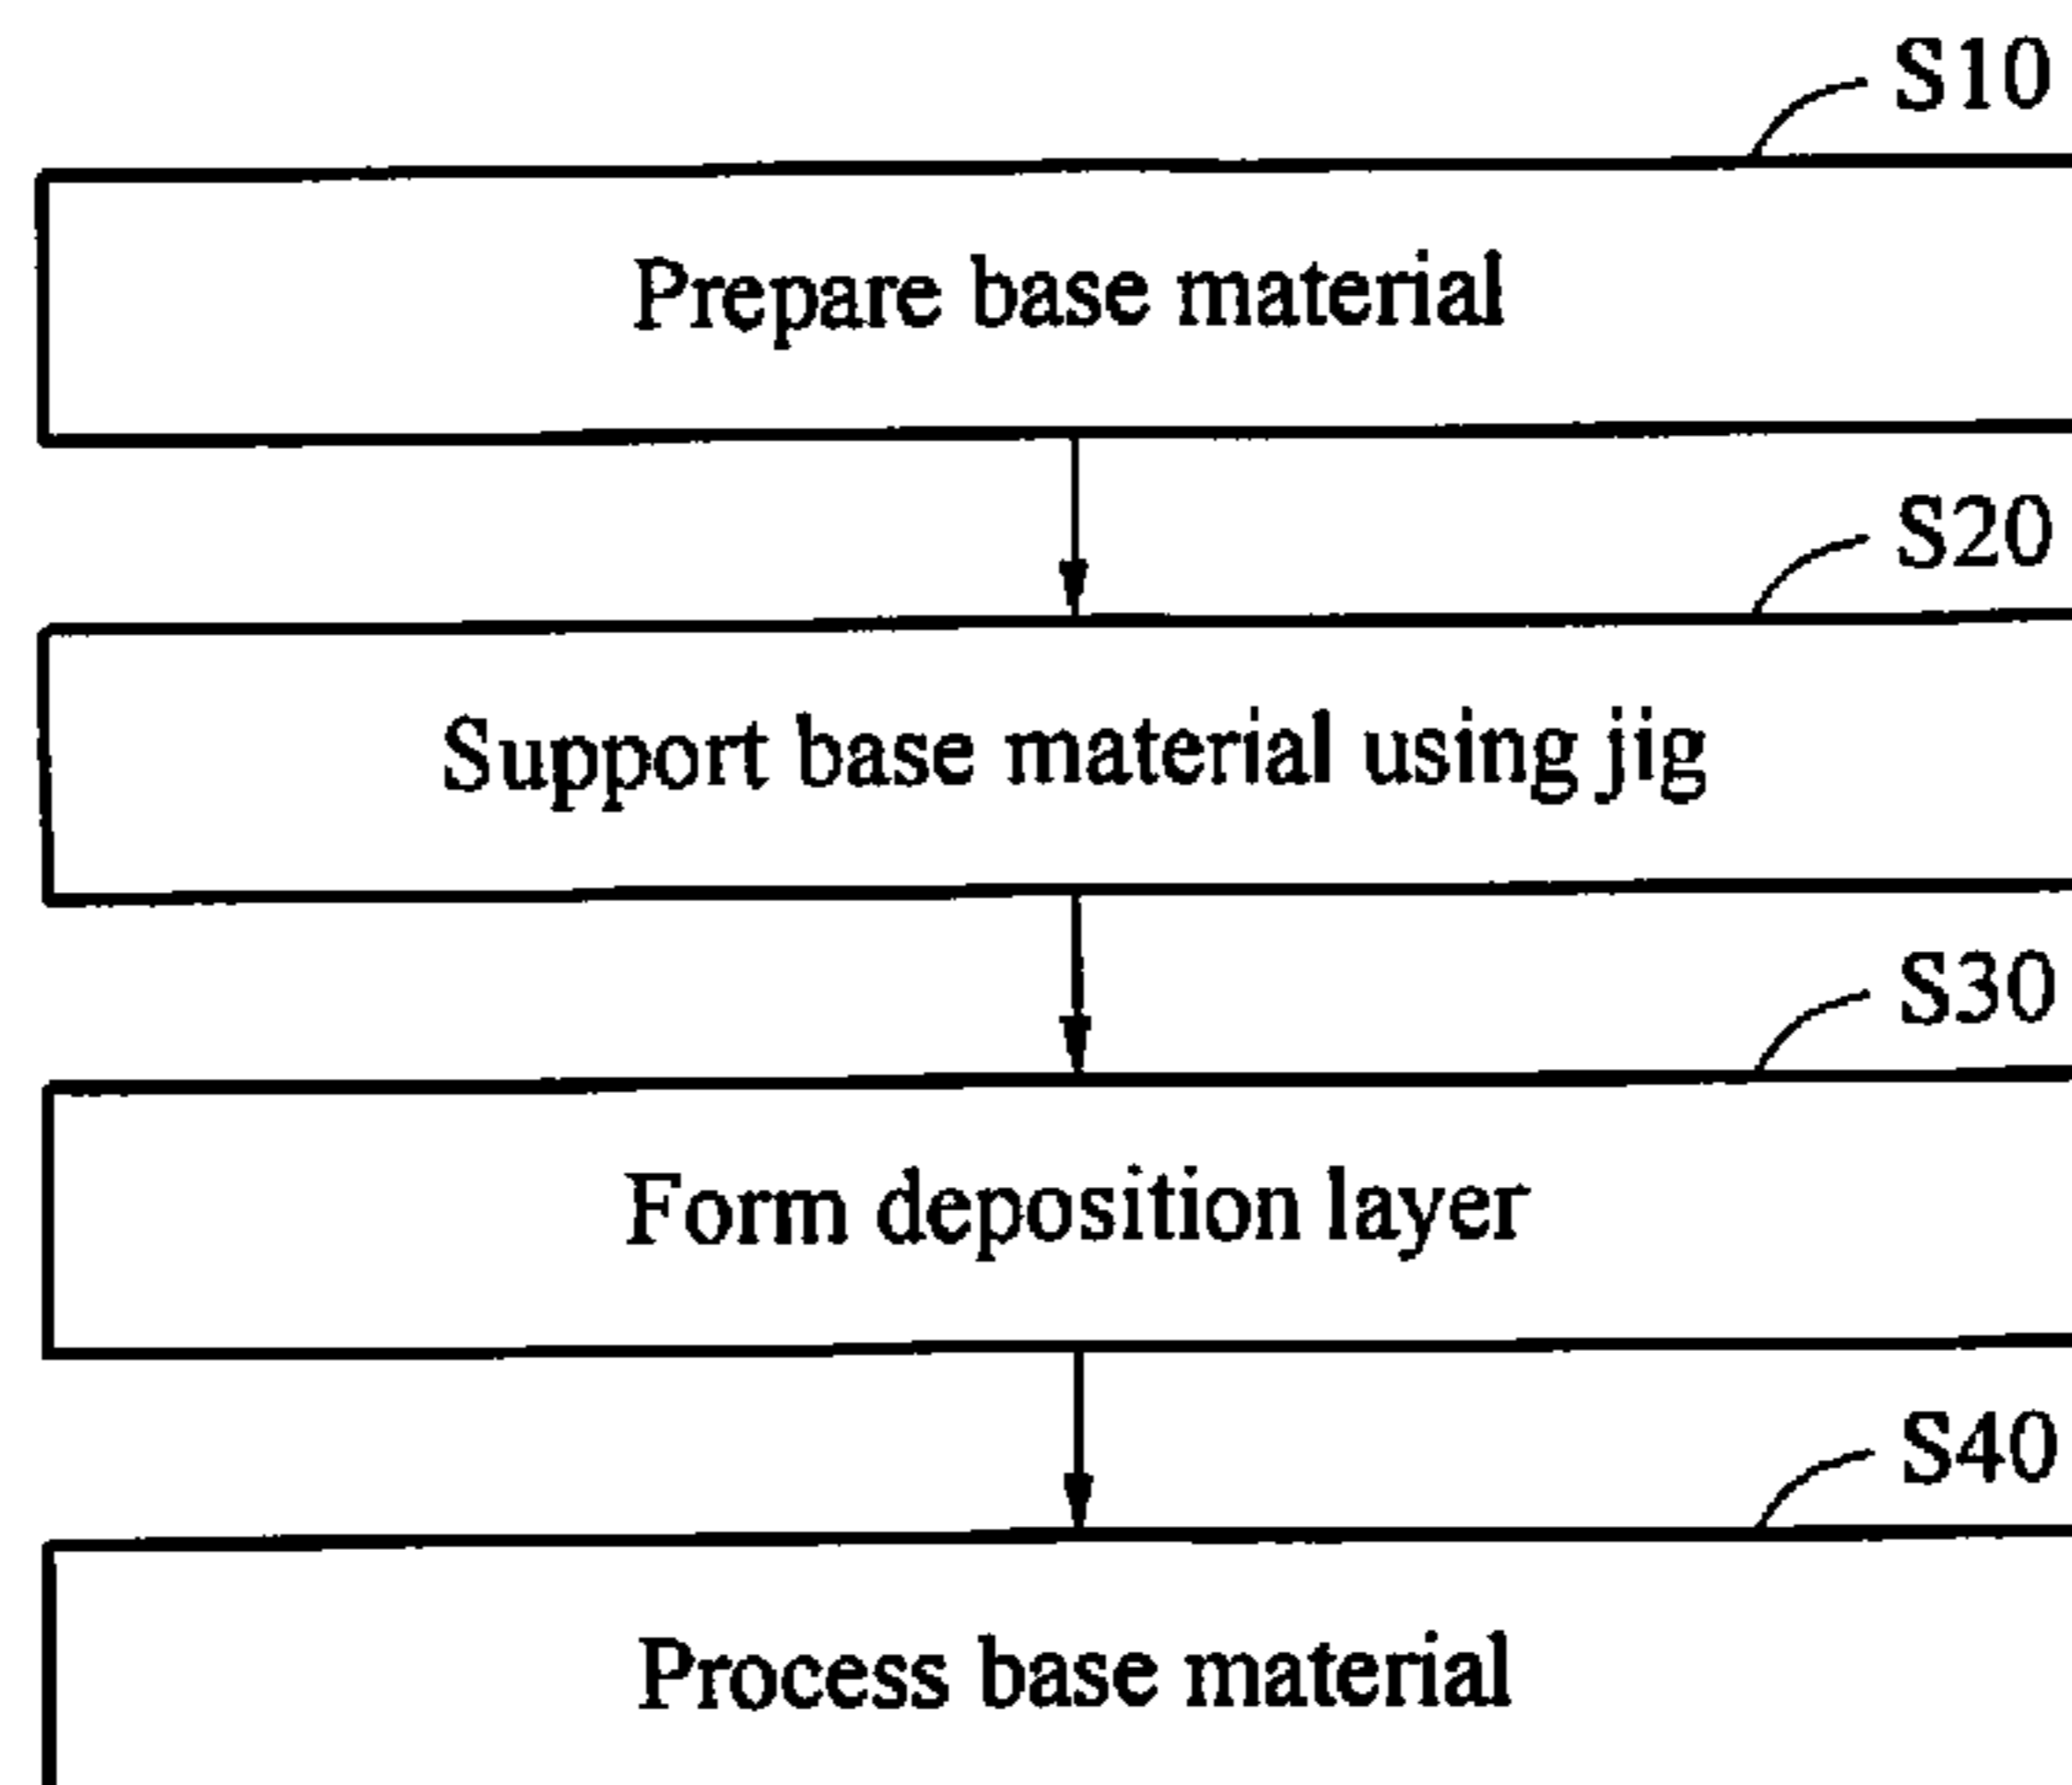 S10
Prepare base material
S20
Support base material using jig
S30
Form deposition layer
S40
Process base material